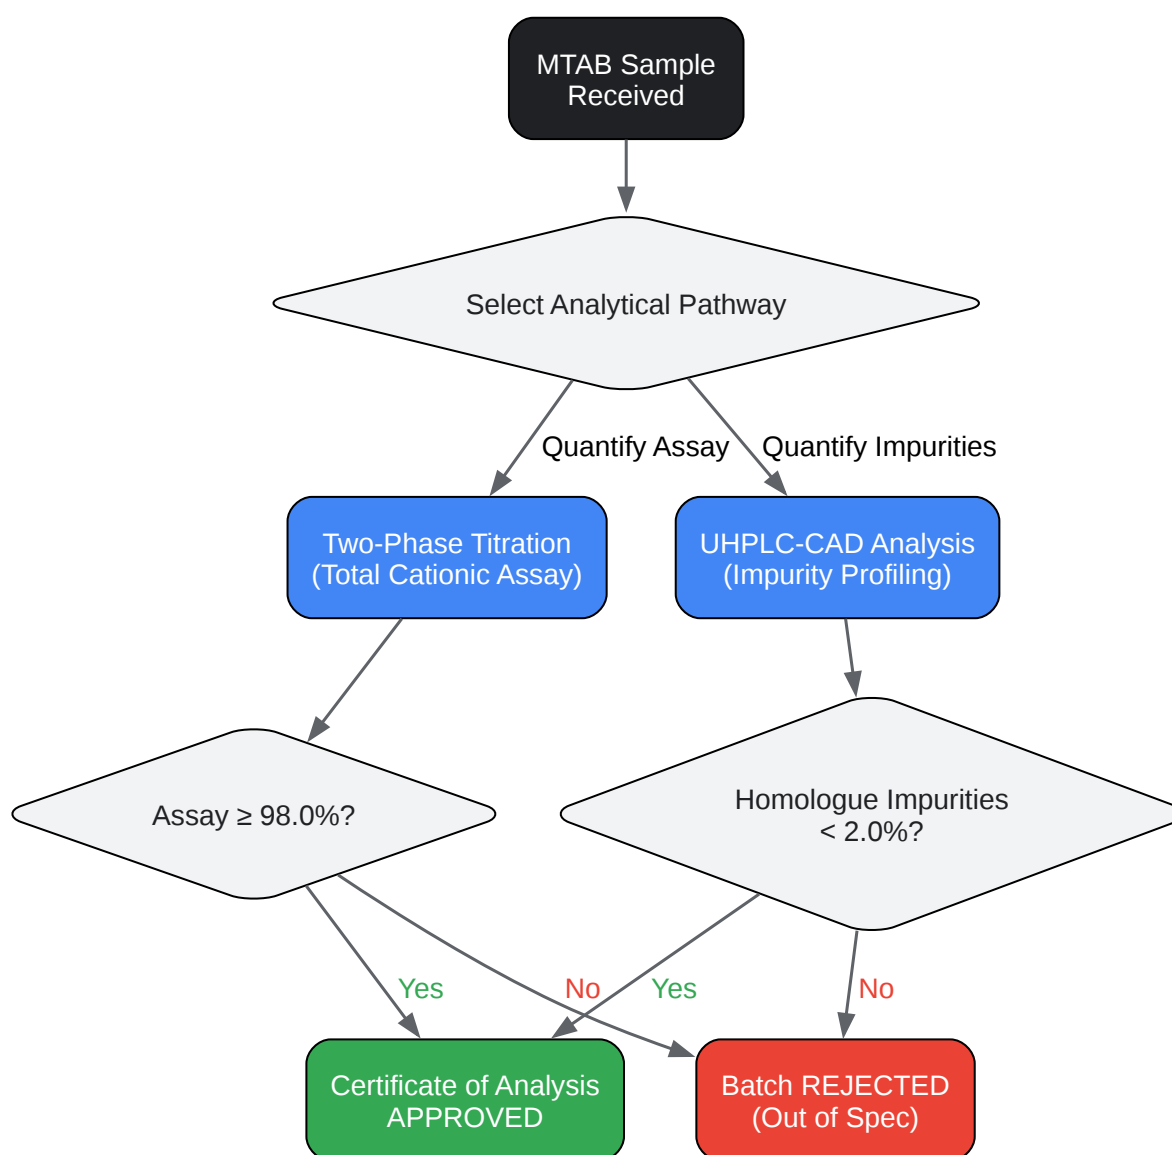 MTAB Sample
Received
Select Analytical Pathway
Quantify Assay
Quantify Impurities
Two-Phase Titration
(Total Cationic Assay)
UHPLC-CAD Analysis
(Impurity Profiling)
Assay ≥ 98.0%?
Homologue Impurities
< 2.0%?
Yes
No
Yes
No
Certificate of Analysis
APPROVED
Batch REJECTED
(Out of Spec)